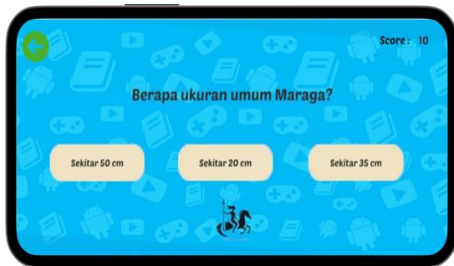 Score: 10
Berapa ukuran umum Maraga?
Sekitar 50 cm
Sekitar 20 cm
Sekitar 35 cm